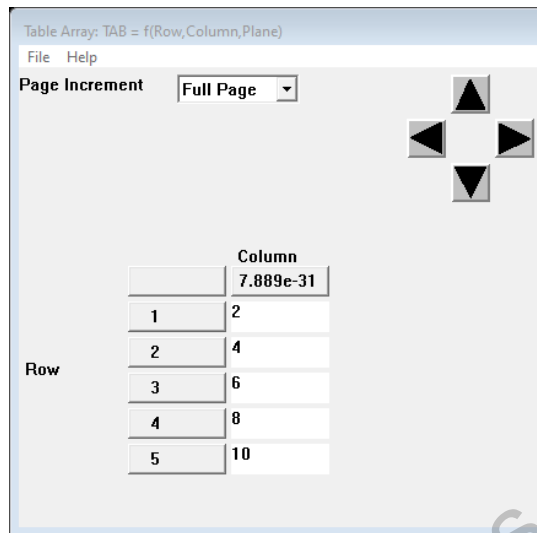 Table Array: TAB = f(Row,Column,Plane)
File Help
Page Increment Full Page
Column
7.889e-31
1 2
2 4
Row
3 6
4 8
5 10